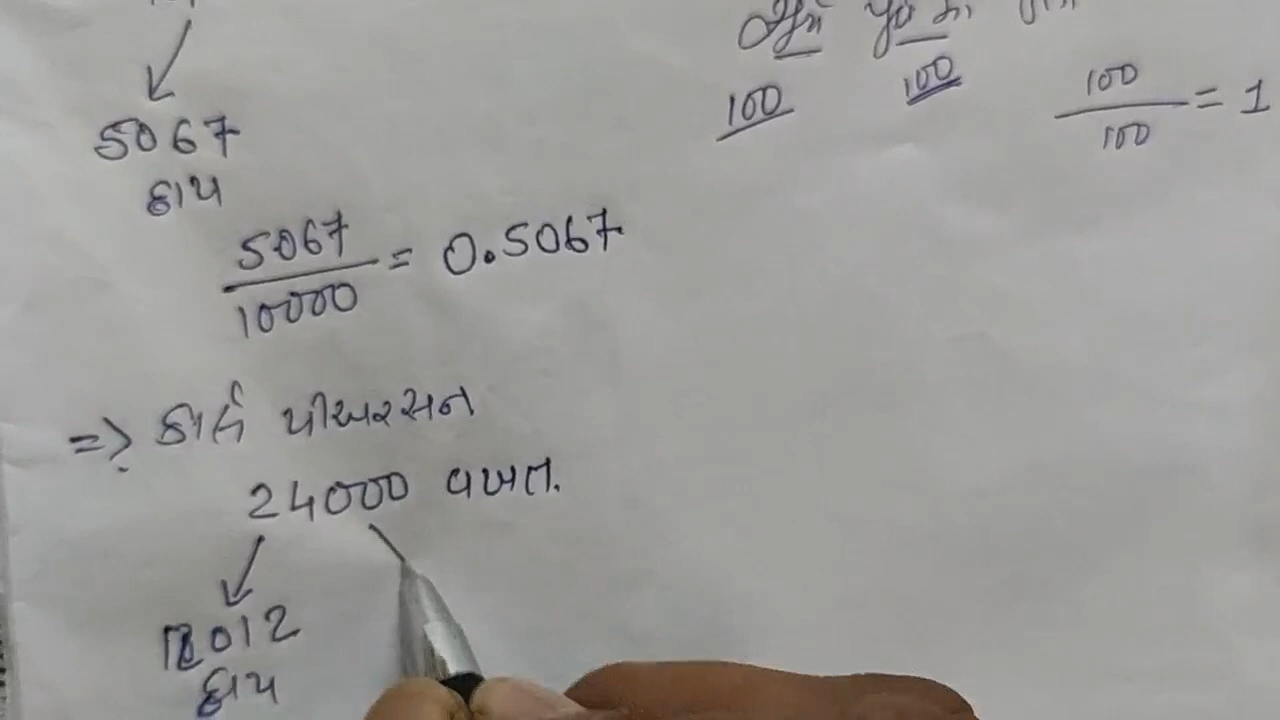 100 100 100/100 = 1
5067
છાપ
5067/10000 = 0.5067
=> કાર્લ પીઅરસન
24000 વખત.
12012
છાપ